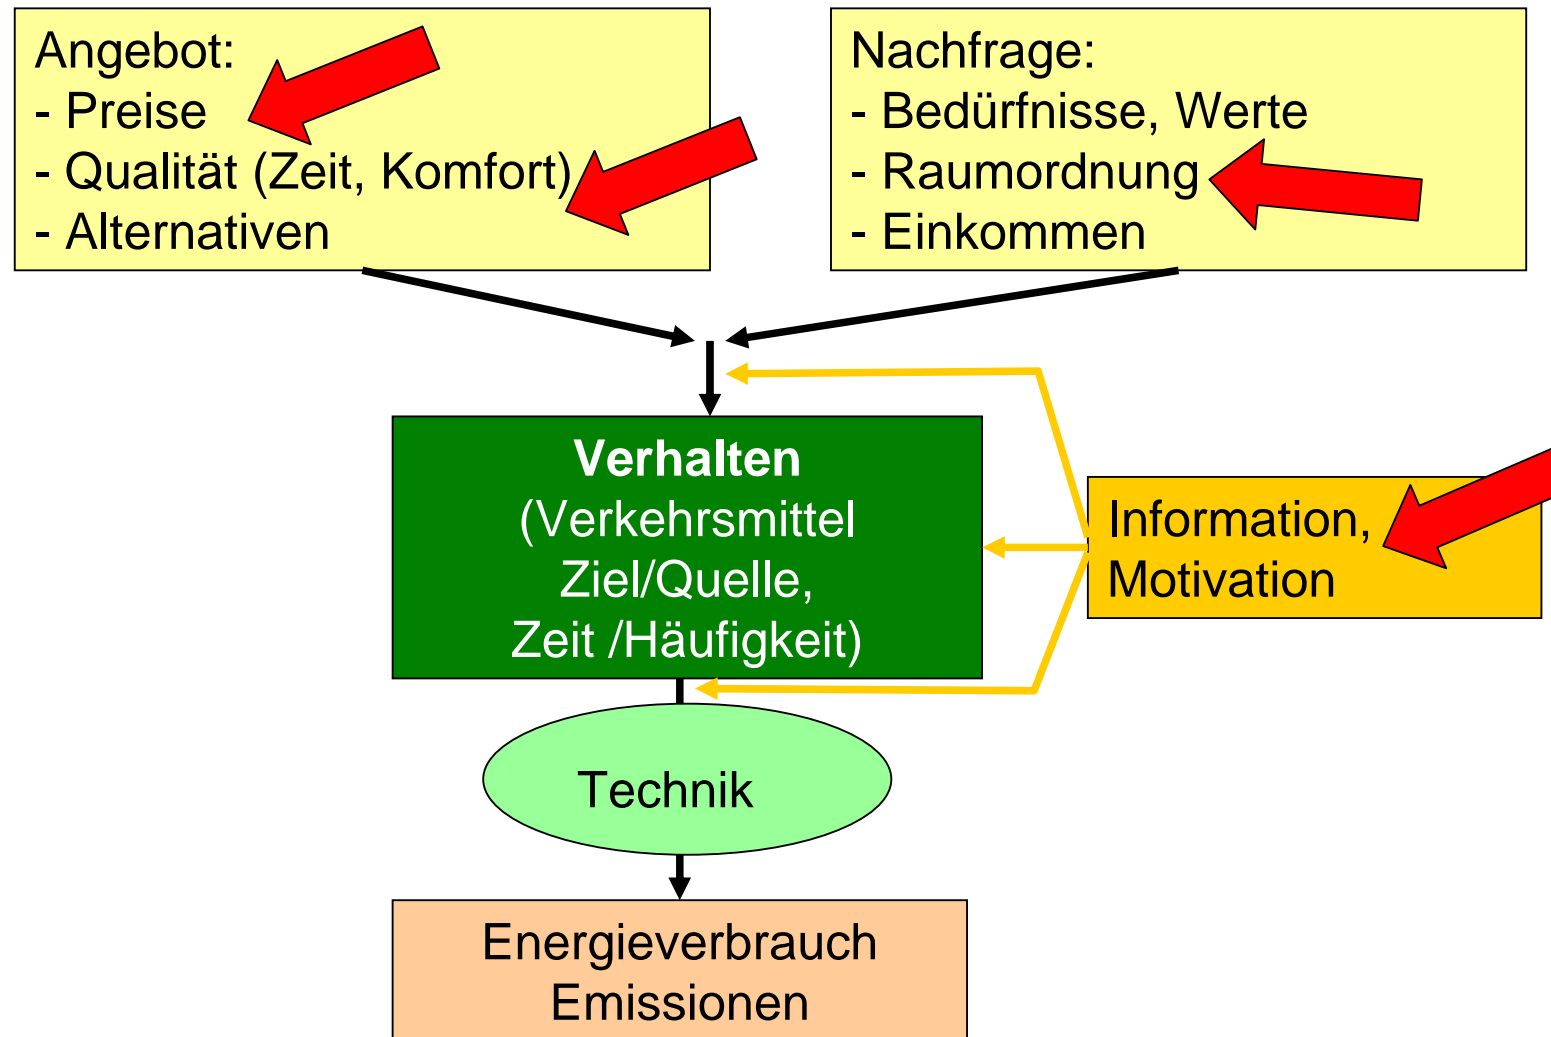 Angebot:
- Preise
- Qualität (Zeit, Komfort)
- Alternativen
Nachfrage:
- Bedürfnisse, Werte
- Raumordnung
- Einkommen
Verhalten
(Verkehrsmittel
Ziel/Quelle,
Zeit /Häufigkeit)
Information,
Motivation
Technik
Energieverbrauch
Emissionen